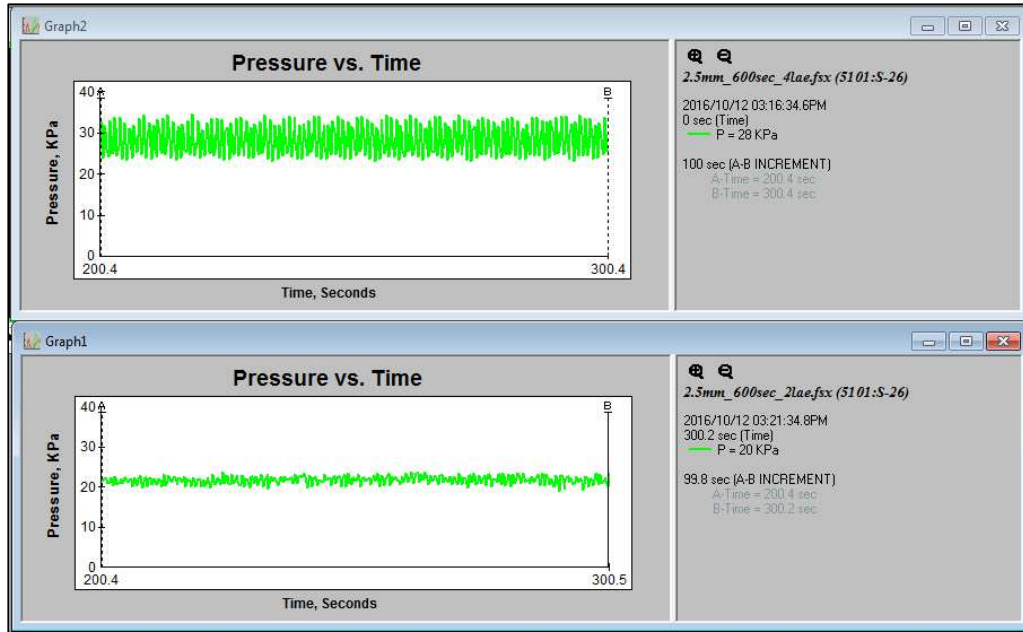 Graph2
Pressure vs. Time
Pressure, KPa
40
30
20
10
0
A
B
200.4
300.4
Time, Seconds
2.5mm_600sec_4lae.fsx (5101:S-26)
2016/10/12 03:16:34.6PM
0 sec (Time)
P = 28 KPa
100 sec (A-B INCREMENT)
A-Time = 200.4 sec
B-Time = 300.4 sec
Graph1
Pressure vs. Time
Pressure, KPa
40
30
20
10
0
A
B
200.4
300.5
Time, Seconds
2.5mm_600sec_2lae.fsx (5101:S-26)
2016/10/12 03:21:34.8PM
300.2 sec (Time)
P = 20 KPa
99.8 sec (A-B INCREMENT)
A-Time = 200.4 sec
B-Time = 300.2 sec